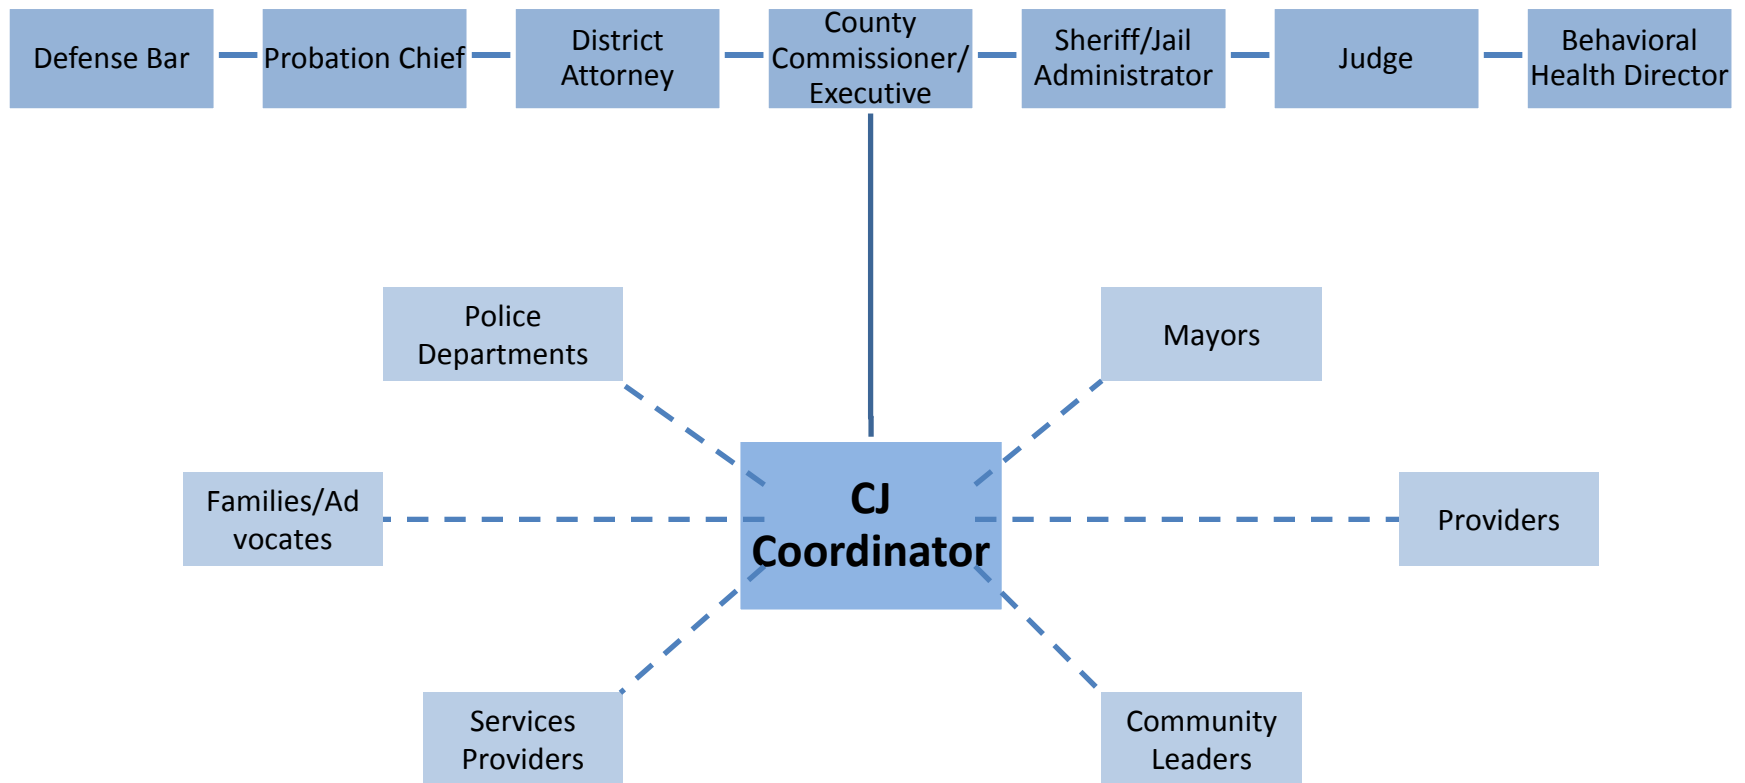 Defense Bar
Probation Chief
District
Attorney
County
Commissioner/
Executive
Sheriff/Jail
Administrator
Judge
Behavioral
Health Director
Police
Departments
Mayors
Families/Ad
vocates
CJ
Coordinator
Providers
Services
Providers
Community
Leaders